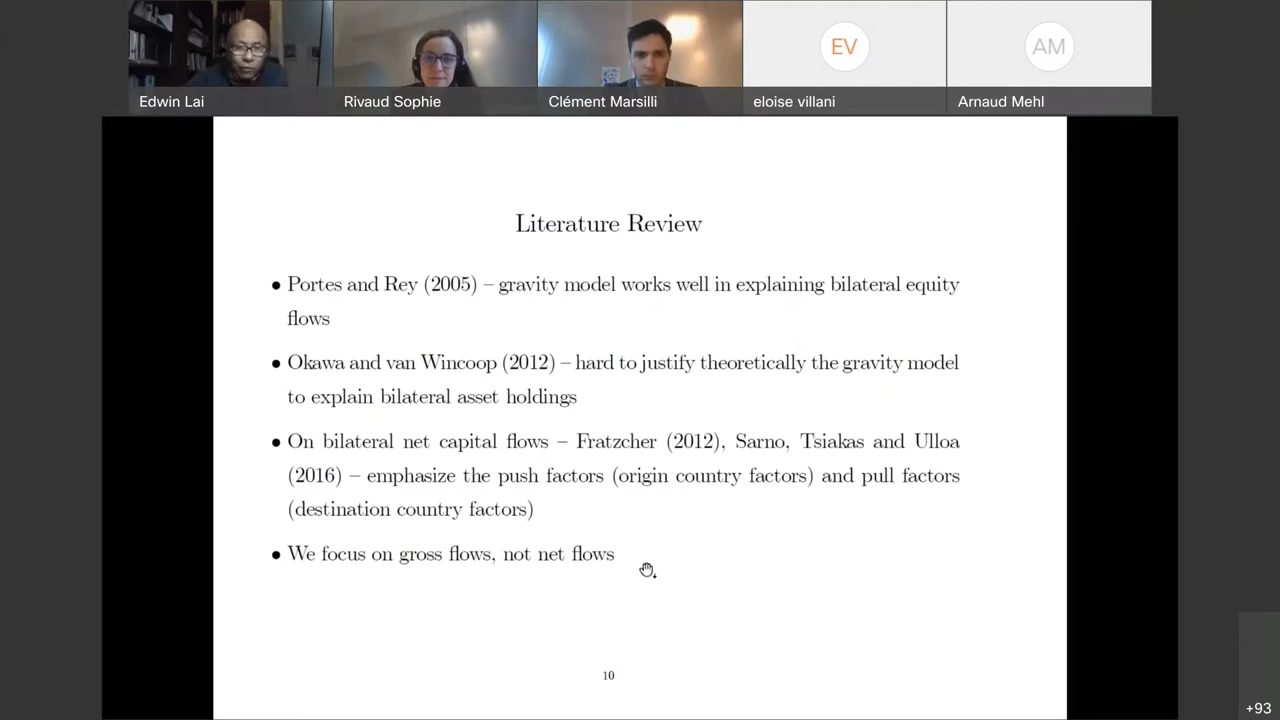 EV
AM
Edwin Lai
Rivaud Sophie
Clément Marsilli
eloise villani
Arnaud Mehl
Literature Review
• Portes and Rey (2005) – gravity model works well in explaining bilateral equity
flows
• Okawa and van Wincoop (2012) – hard to justify theoretically the gravity model
to explain bilateral asset holdings
• On bilateral net capital flows – Fratzcher (2012), Sarno, Tsiakas and Ulloa
(2016) – emphasize the push factors (origin country factors) and pull factors
(destination country factors)
• We focus on gross flows, not net flows
10
+93